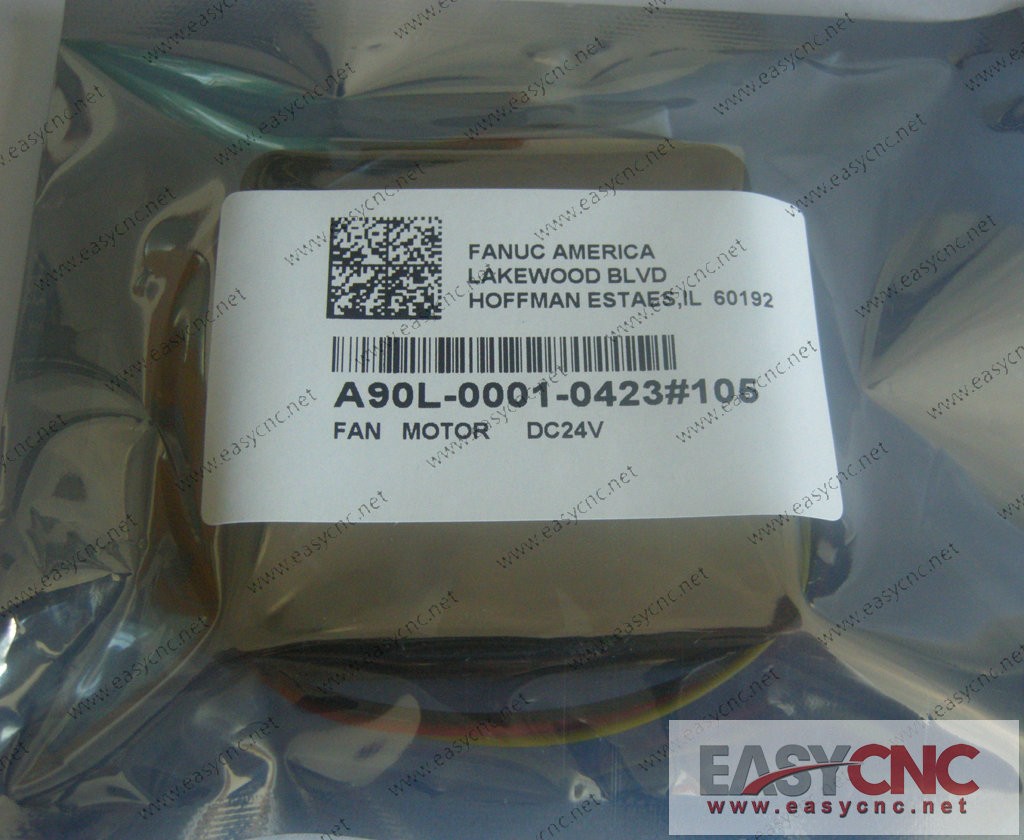 FANUC AMERICA
LAKEWOOD BLVD
HOFFMAN ESTAES,IL 60192
A90L-0001-0423#105
FAN MOTOR DC24V
EASYCNC
www.easycnc.net